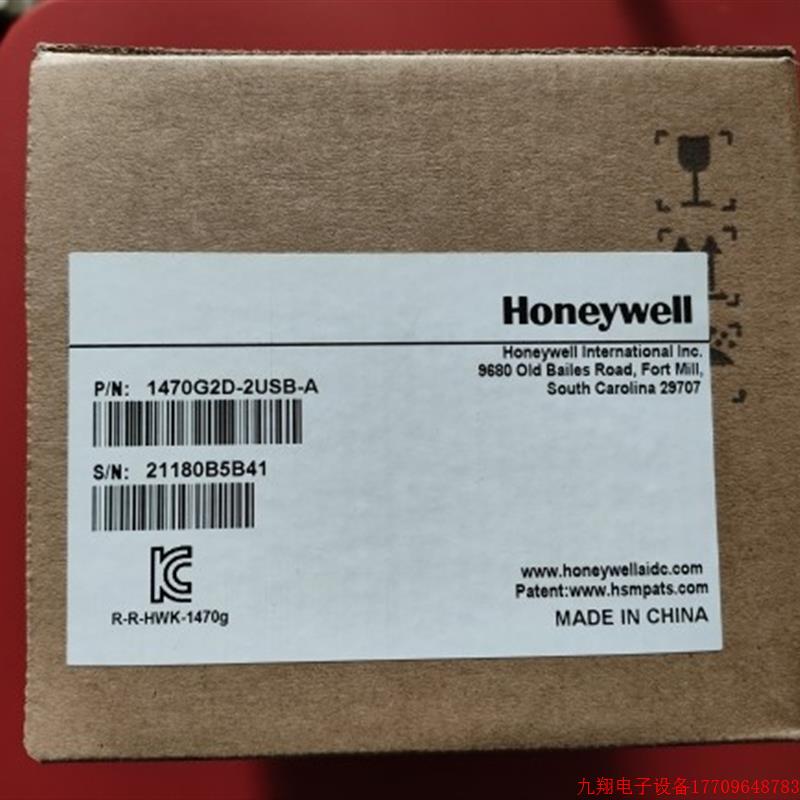 Honeywell
Honeywell International Inc.
9680 Old Bailes Road, Fort Mill,
South Carolina 29707
P/N: 1470G2D-2USB-A
S/N: 21180B5B41
R-R-HWK-1470g
www.honeywellaidc.com
Patent:www.hsmpats.com
MADE IN CHINA
九翔电子设备17709648783